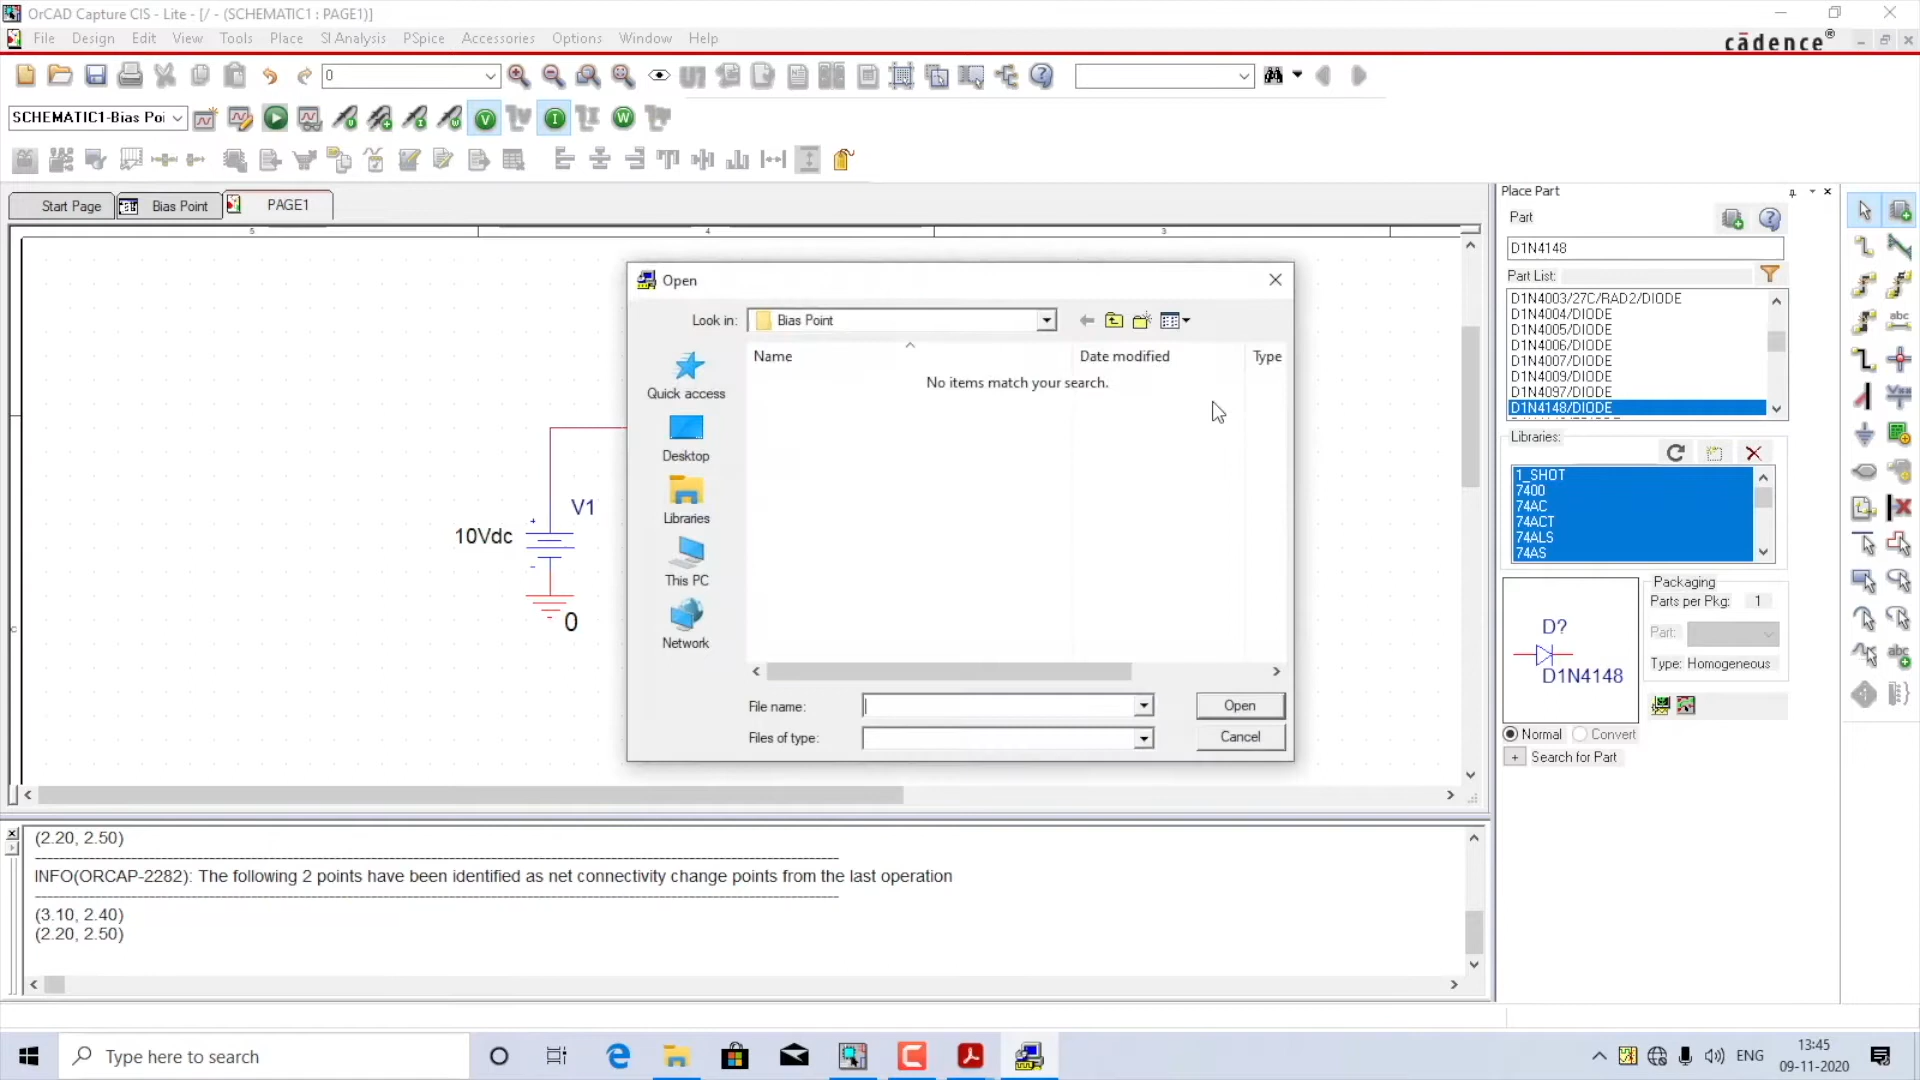 OrCAD Capture CIS - Lite - [/ - (SCHEMATIC1 : PAGE1)]
File Design Edit View Tools Place SI Analysis PSpice Accessories Options Window Help
cādence®
0
SCHEMATIC1-Bias Poi
V
I
W
Start Page
Bias Point
PAGE1
5
4
3
C
10Vdc
V1
0
Open
Look in:
Bias Point
Name
Date modified
Type
No items match your search.
Quick access
Desktop
Libraries
This PC
Network
File name:
Open
Files of type:
Cancel
Place Part
Part
D1N4148
Part List:
D1N4003/27C/RAD2/DIODE
D1N4004/DIODE
D1N4005/DIODE
D1N4006/DIODE
D1N4007/DIODE
D1N4009/DIODE
D1N4097/DIODE
D1N4148/DIODE
Libraries:
1_SHOT
7400
74AC
74ACT
74ALS
74AS
Packaging
Parts per Pkg: 1
Part:
Type: Homogeneous
D?
D1N4148
Normal
Convert
Search for Part
(2.20, 2.50)
INFO(ORCAP-2282): The following 2 points have been identified as net connectivity change points from the last operation
(3.10, 2.40)
(2.20, 2.50)
Type here to search
ENG
13:45
09-11-2020